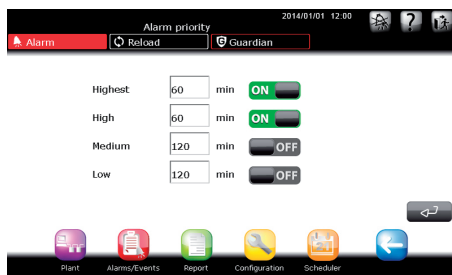 Alarm priority
2014/01/01 12:00
?
Alarm
Reload
Guardian
Highest 60 min ON
High 60 min ON
Medium 120 min OFF
Low 120 min OFF
Plant Alarms/Events Report Configuration Scheduler